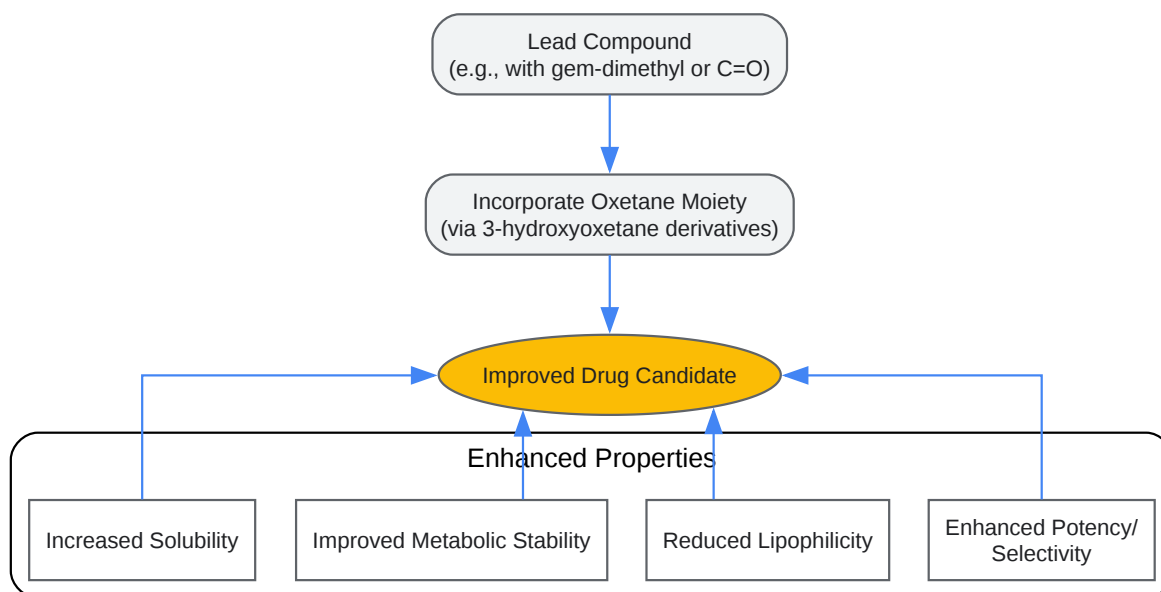 Lead Compound
(e.g., with gem-dimethyl or C=O)
Incorporate Oxetane Moiety
(via 3-hydroxyoxetane derivatives)
Improved Drug Candidate
Enhanced Properties
Increased Solubility
Improved Metabolic Stability
Reduced Lipophilicity
Enhanced Potency/
Selectivity